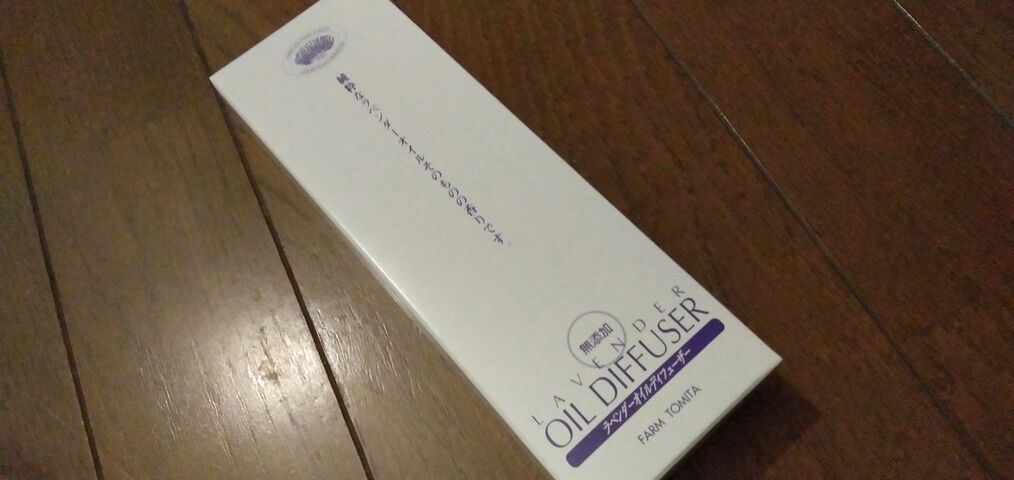 純粋なラベンダーオイルそのものの香りです。
無添加
LAVENDER
OIL DIFFUSER
ラベンダーオイルディフューザー
FARM TOMITA